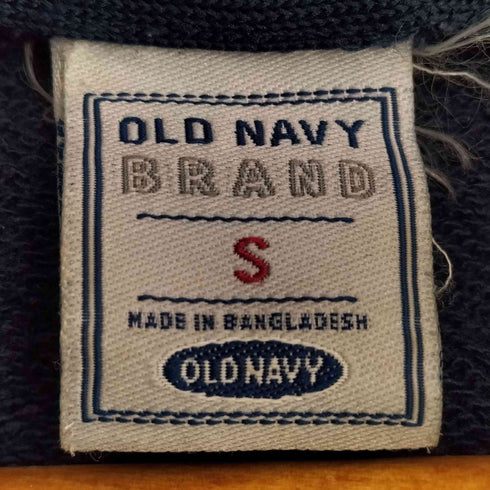 OLD NAVY
BRAND
S
MADE IN BANGLADESH
OLD NAVY